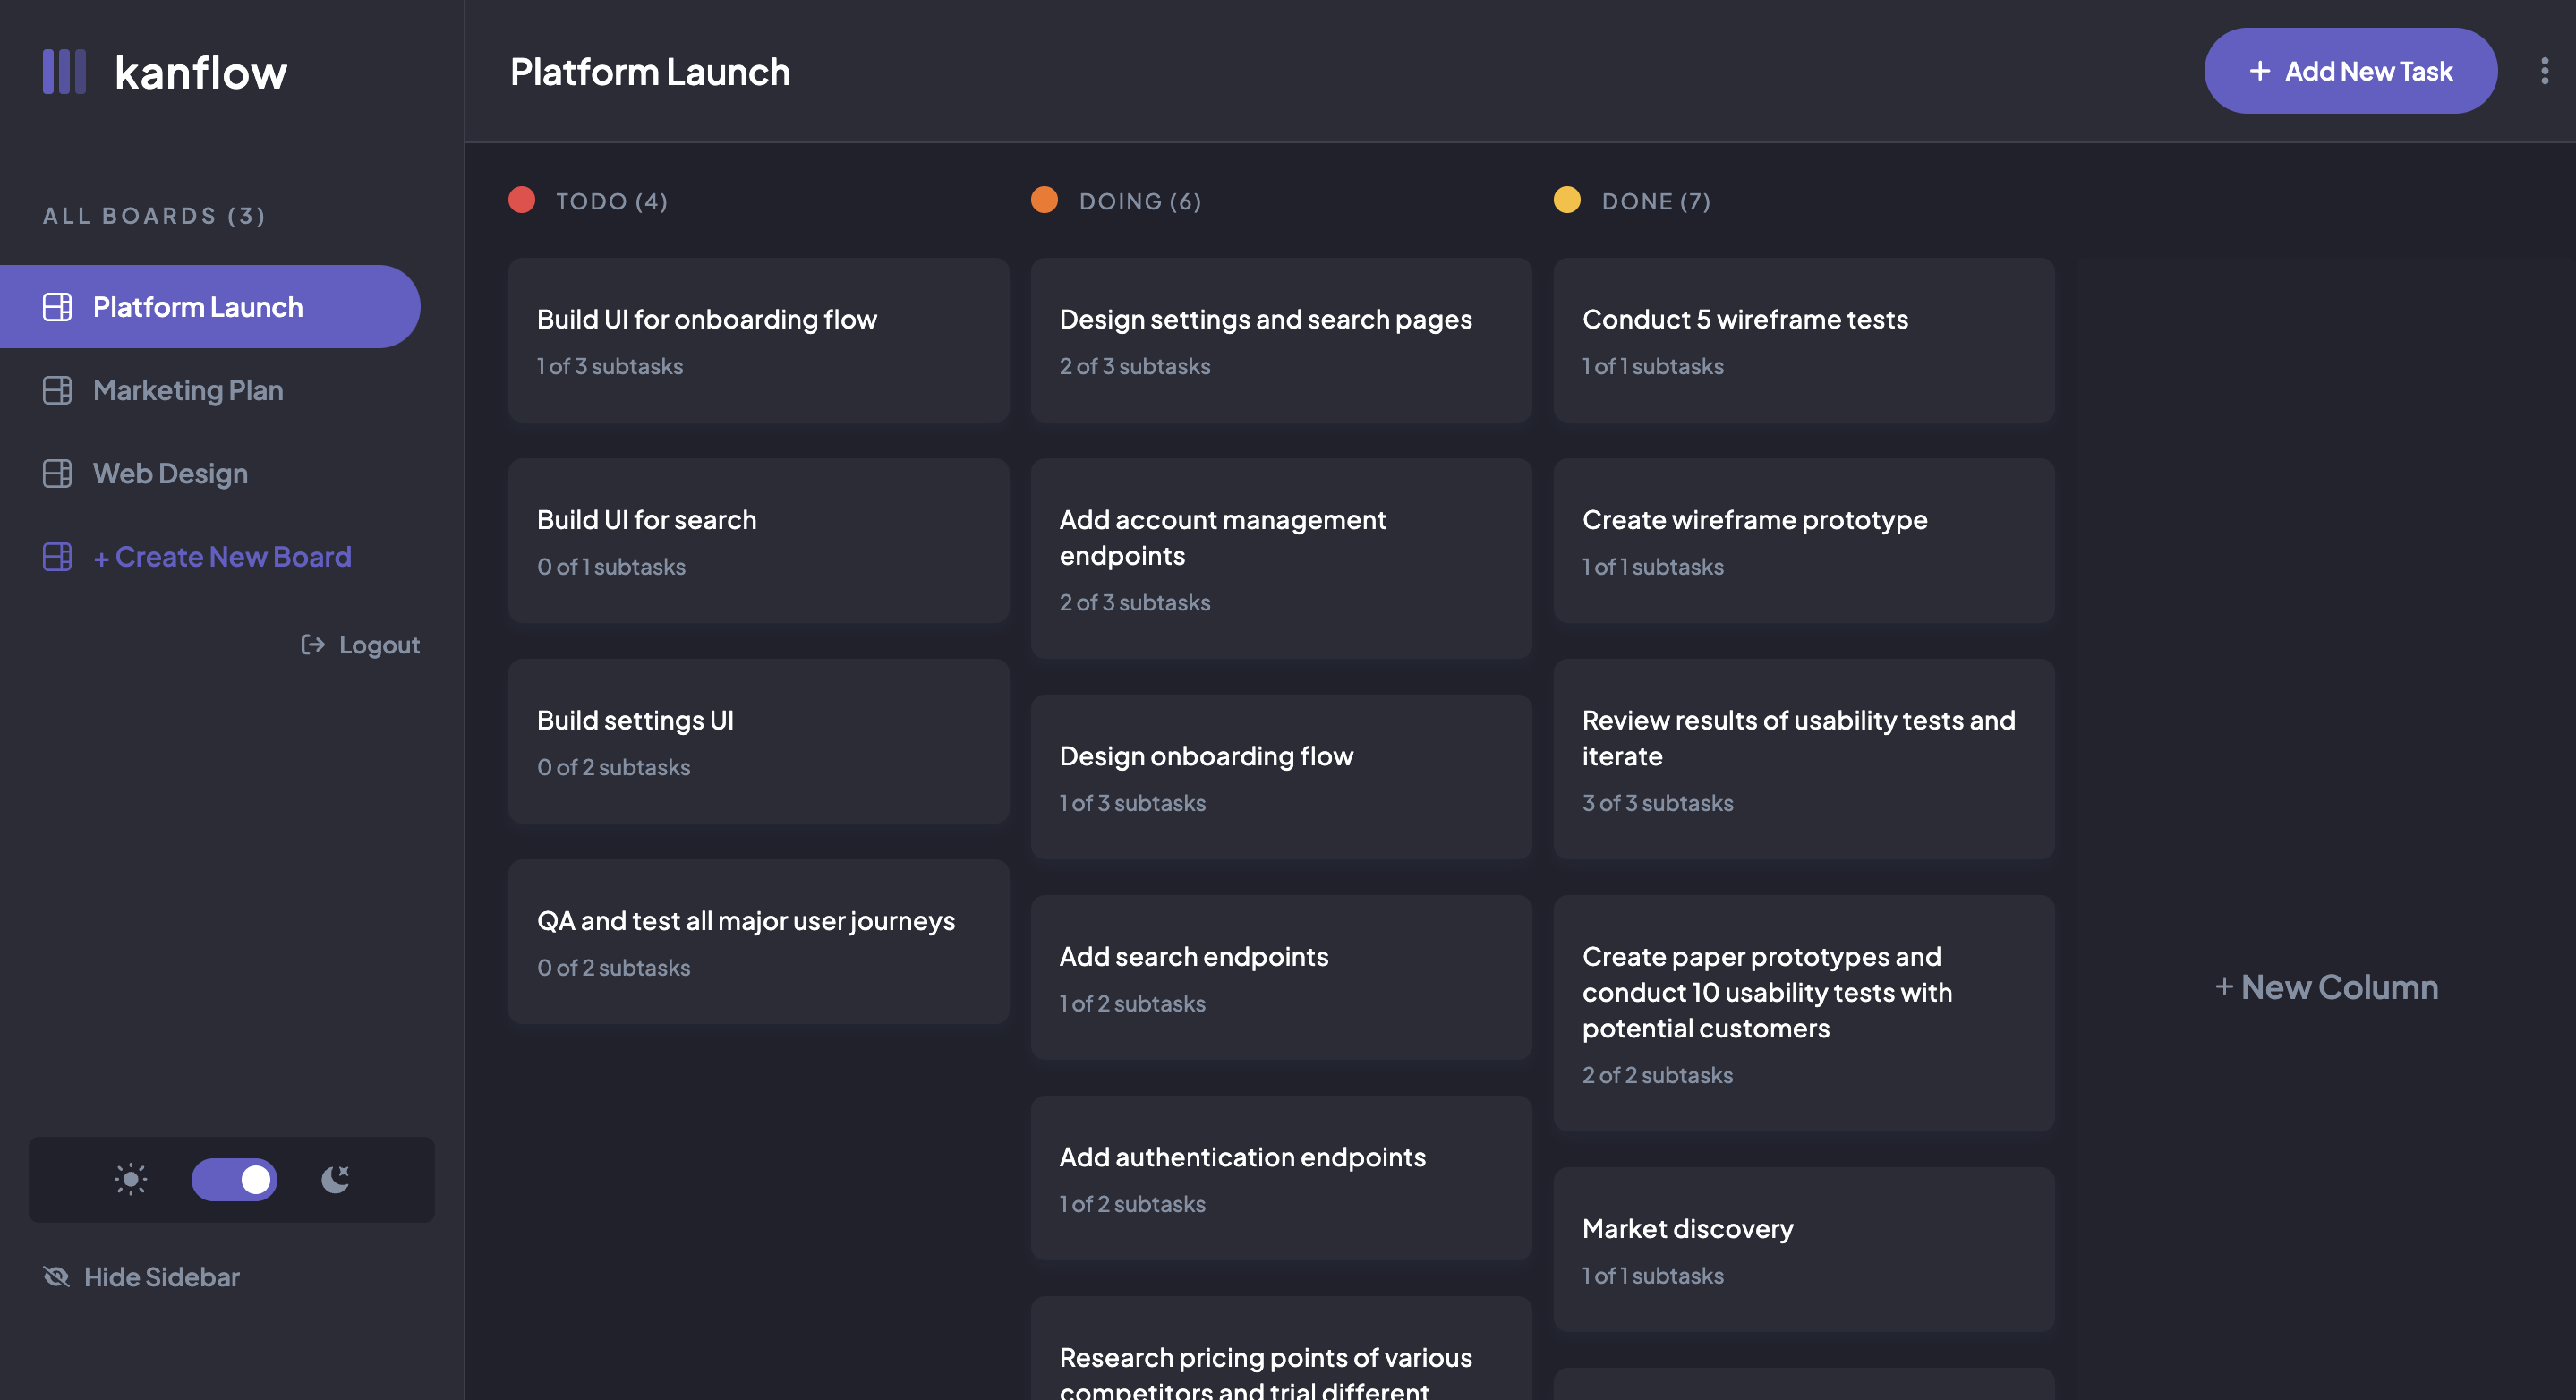 kanflow
ALL BOARDS (3)
Platform Launch
Marketing Plan
Web Design
+ Create New Board
Logout
Hide Sidebar
Platform Launch
+ Add New Task
TODO (4)
Build UI for onboarding flow
1 of 3 subtasks
Build UI for search
0 of 1 subtasks
Build settings UI
0 of 2 subtasks
QA and test all major user journeys
0 of 2 subtasks
DOING (6)
Design settings and search pages
2 of 3 subtasks
Add account management
endpoints
2 of 3 subtasks
Design onboarding flow
1 of 3 subtasks
Add search endpoints
1 of 2 subtasks
Add authentication endpoints
1 of 2 subtasks
Research pricing points of various
competitors and trial different
DONE (7)
Conduct 5 wireframe tests
1 of 1 subtasks
Create wireframe prototype
1 of 1 subtasks
Review results of usability tests and
iterate
3 of 3 subtasks
Create paper prototypes and
conduct 10 usability tests with
potential customers
2 of 2 subtasks
Market discovery
1 of 1 subtasks
+ New Column